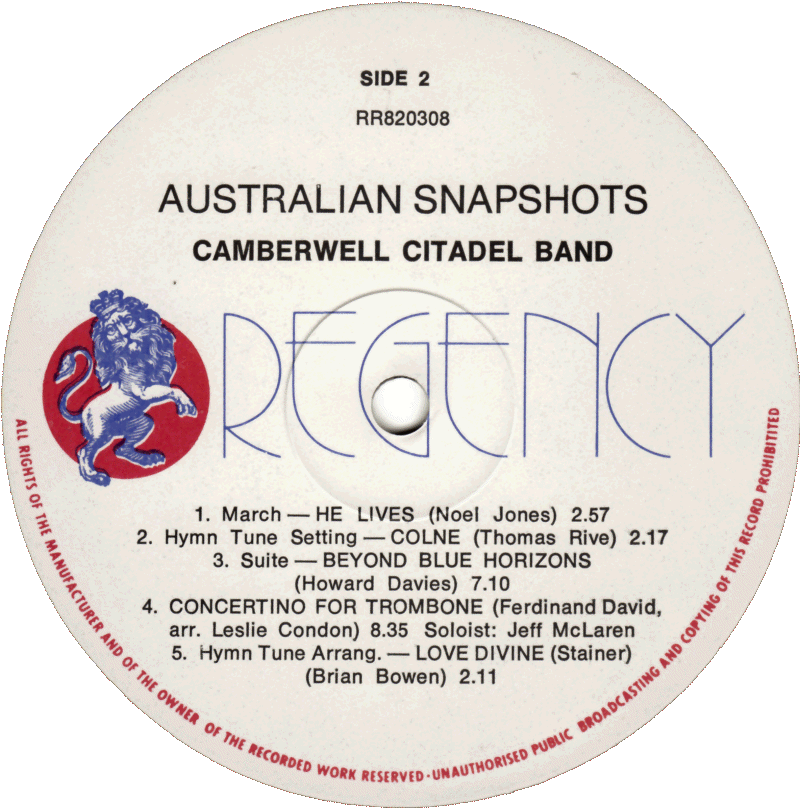 SIDE 2
RR820308
AUSTRALIAN SNAPSHOTS
CAMBERWELL CITADEL BAND
REGENCY
1. March — HE LIVES (Noel Jones) 2.57
2. Hymn Tune Setting — COLNE (Thomas Rive) 2.17
3. Suite — BEYOND BLUE HORIZONS
(Howard Davies) 7.10
4. CONCERTINO FOR TROMBONE (Ferdinand David,
arr. Leslie Condon) 8.35 Soloist: Jeff McLaren
5. Hymn Tune Arrang. — LOVE DIVINE (Stainer)
(Brian Bowen) 2.11
ALL RIGHTS OF THE MANUFACTURER AND OF THE OWNER OF THE RECORDED WORK RESERVED · UNAUTHORISED PUBLIC BROADCASTING AND COPYING OF THIS RECORD PROHIBITITED